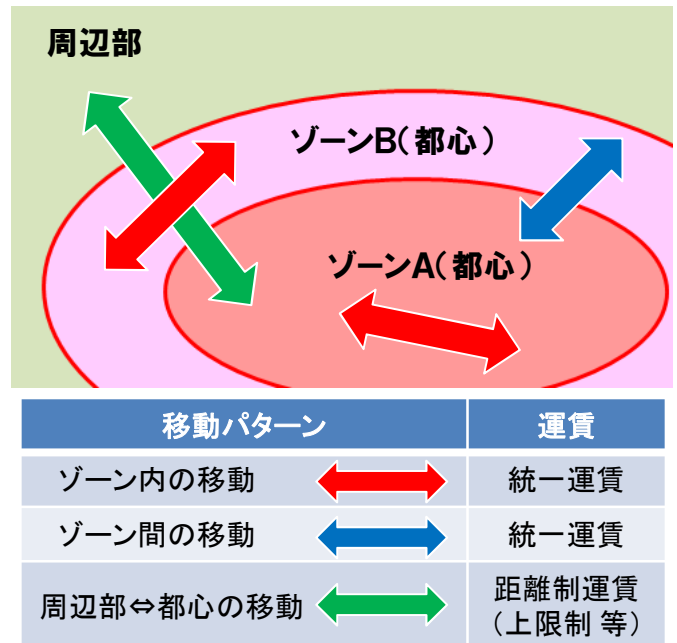 周辺部
ゾーンB(都心)
ゾーンA(都心)
移動パターン 運賃
ゾーン内の移動 統一運賃
ゾーン間の移動 統一運賃
周辺部⇔都心の移動 距離制運賃
(上限制 等)